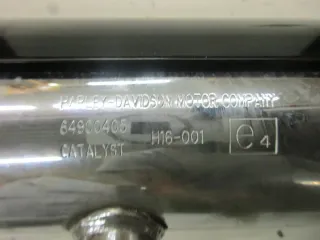 HARLEY-DAVIDSON MOTOR COMPANY
64900405
CATALYST H16-001 e4